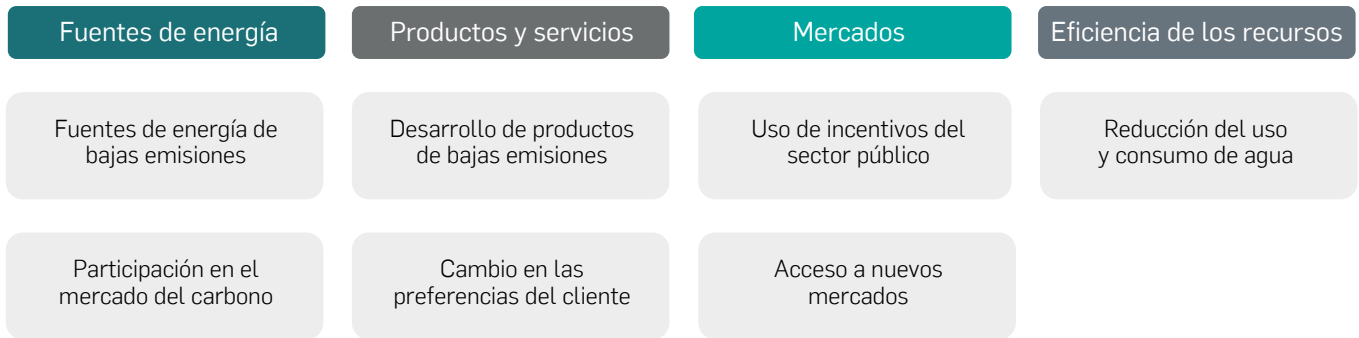 Fuentes de energía
Productos y servicios
Mercados
Eficiencia de los recursos
Fuentes de energía de
bajas emisiones
Desarrollo de productos
de bajas emisiones
Uso de incentivos del
sector público
Reducción del uso
y consumo de agua
Participación en el
mercado del carbono
Cambio en las
preferencias del cliente
Acceso a nuevos
mercados